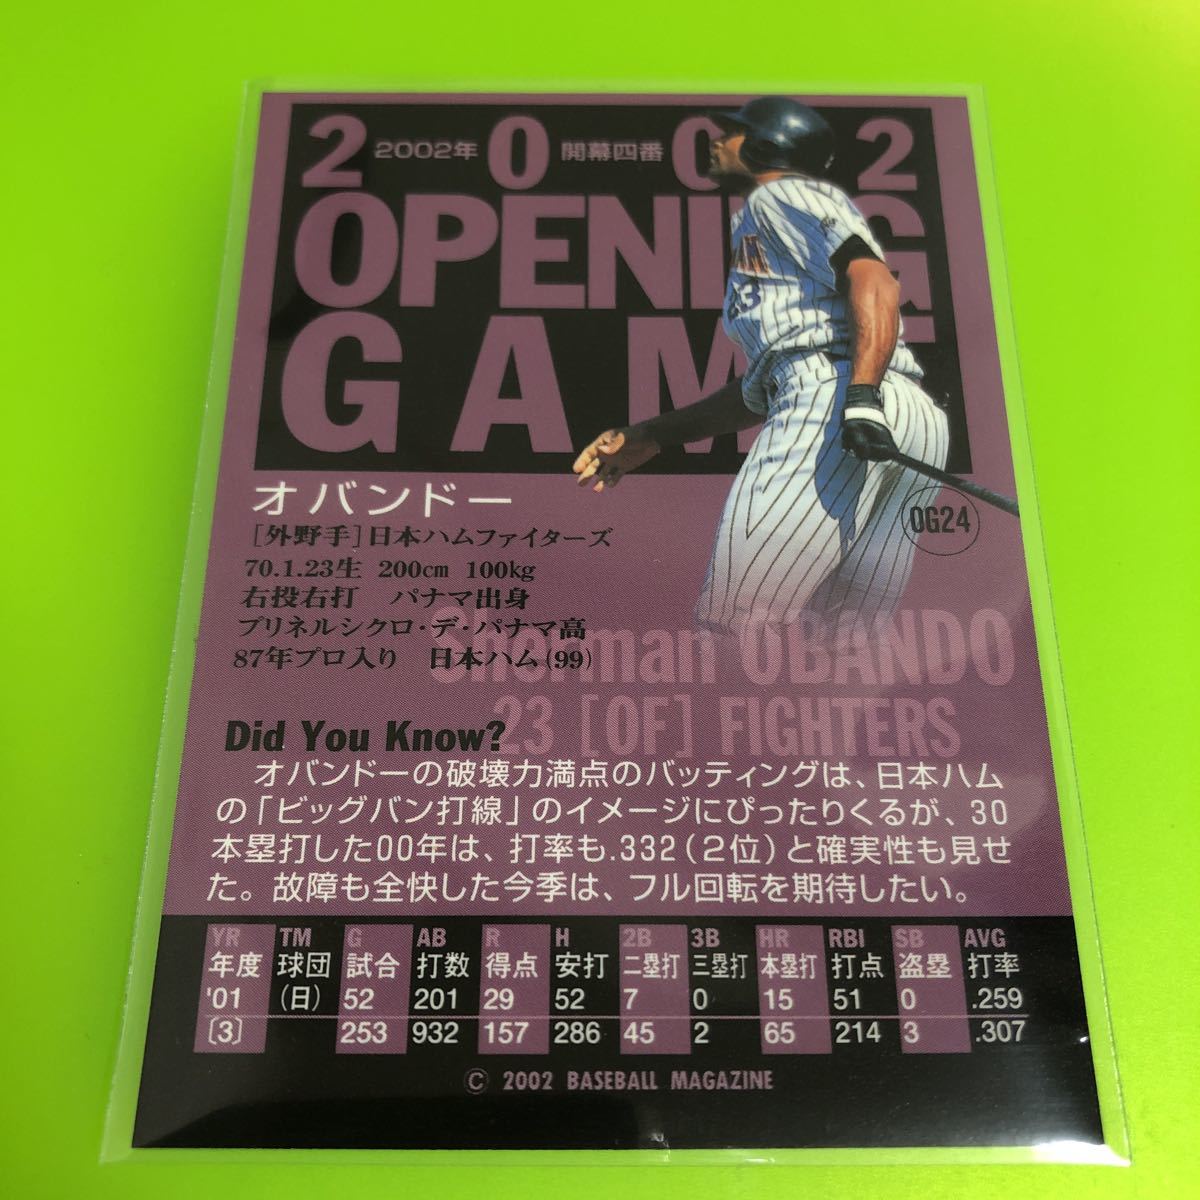 2002
2002年 開幕四番
OPENING
GAM
23
オバンドー
[外野手]日本ハムファイターズ
OG24
70.1.23生 200cm 100kg
右投右打 パナマ出身
プリネルシクロ・デ・パナマ高
87年プロ入り 日本ハム(99)
Sherman OBANDO
23 [OF] FIGHTERS
Did You Know?
オバンドーの破壊力満点のバッティングは、日本ハム
の「ビッグバン打線」のイメージにぴったりくるが、30
本塁打した00年は、打率も.332(2位)と確実性も見せ
た。故障も全快した今季は、フル回転を期待したい。
YR TM G AB R H 2B 3B HR RBI SB AVG
年度 球団 試合 打数 得点 安打 二塁打 三塁打 本塁打 打点 盗塁 打率
'01 (日) 52 201 29 52 7 0 15 51 0 .259
[3] 253 932 157 286 45 2 65 214 3 .307
© 2002 BASEBALL MAGAZINE